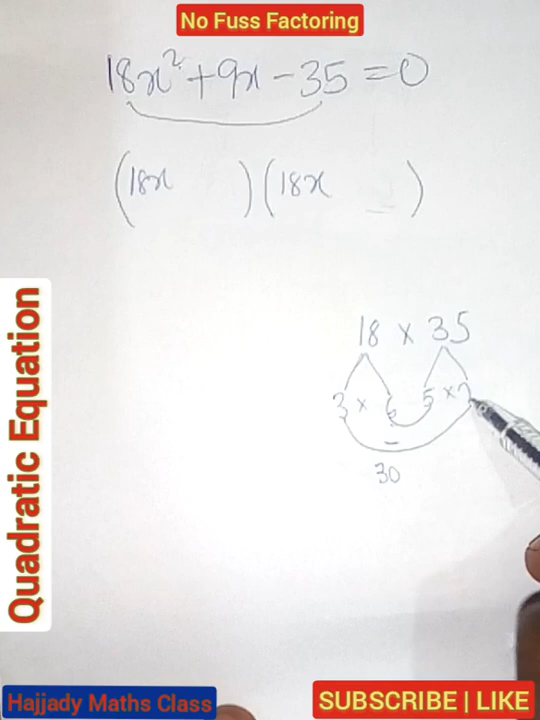 No Fuss Factoring
18x² + 9x - 35 = 0
(18x )(18x )
18 x 35
3 x 6 5 x 7
-
30
Quadratic Equation
Hajjady Maths Class
SUBSCRIBE | LIKE